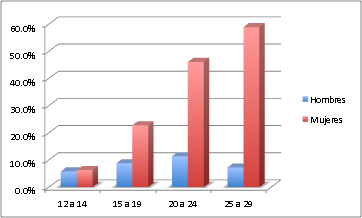 60.0%
50.0%
40.0%
30.0%
20.0%
10.0%
0.0%
12 a 14
15 a 19
20 a 24
25 a 29
Hombres
Mujeres